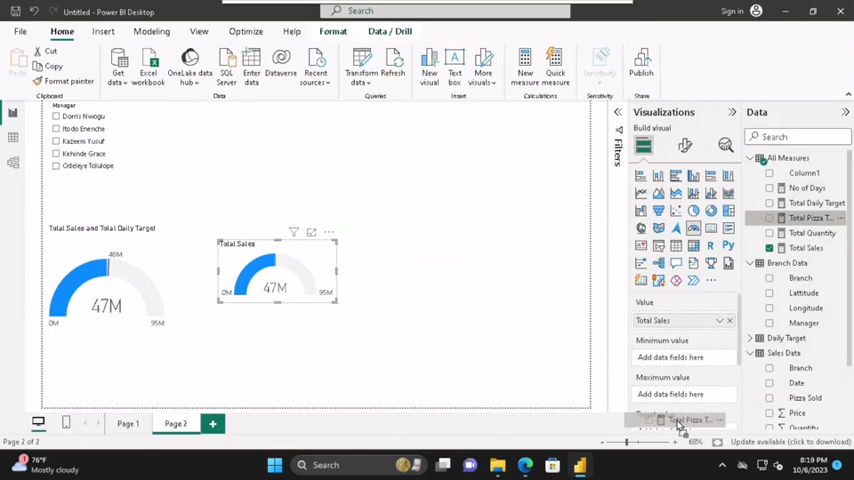 Untitled - Power BI Desktop
Search
Sign in
File
Home
Insert
Modeling
View
Optimize
Help
Format
Data / Drill
Paste
Cut
Copy
Format painter
Get data
Excel workbook
OneLake data hub
SQL Server
Enter data
Dataverse
Recent sources
Transform data
Refresh
New visual
Text box
More visuals
New measure
Quick measure
Sensitivity
Publish
Clipboard
Data
Queries
Insert
Calculations
Sensitivity
Share
Manager
Dorris Nwogu
Itodo Enenche
Kazeem Yusuf
Kehinde Grace
Odeleye Tolulope
Total Sales and Total Daily Target
48M
47M
0M
95M
Total Sales
47M
0M
95M
Filters
Visualizations
Build visual
Value
Total Sales
Minimum value
Add data fields here
Maximum value
Add data fields here
Total Pizza T...
Data
Search
All Measures
Column1
No of Days
Total Daily Target
Total Pizza T...
Total Quantity
Total Sales
Branch Data
Branch
Lattitude
Longitude
Manager
Daily Target
Sales Data
Branch
Date
Pizza Sold
Price
Quantity
Page 1
Page 2
Page 2 of 2
68%
Update available (click to download)
76°F
Mostly cloudy
Search
8:19 PM
10/6/2023